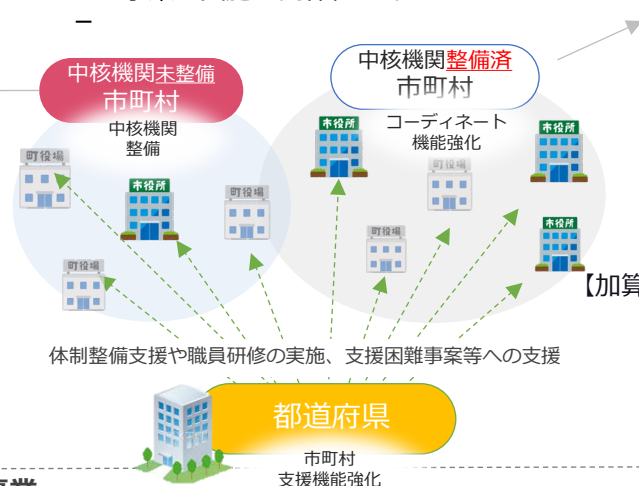 中核機関未整備
市町村
中核機関
整備
中核機関整備済
市町村
コーディネート
機能強化
町役場
市役所
町役場
町役場
市役所
町役場
市役所
町役場
市役所
【加算
体制整備支援や職員研修の実施、支援困難事案等への支援
都道府県
市町村
支援機能強化